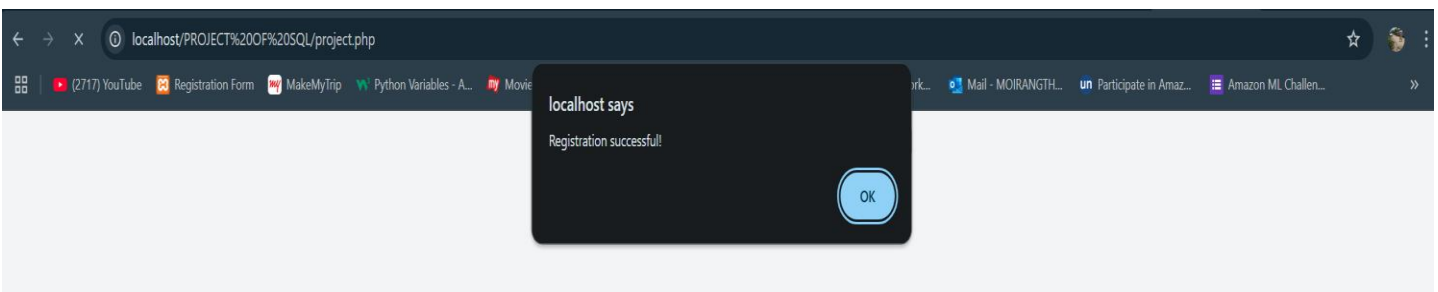 localhost/PROJECT%20OF%20SQL/project.php
(2717) YouTube Registration Form MakeMyTrip Python Variables - A... Movie ork... Mail - MOIRANGTH... Participate in Amaz... Amazon ML Challen...
localhost says
Registration successful!
OK